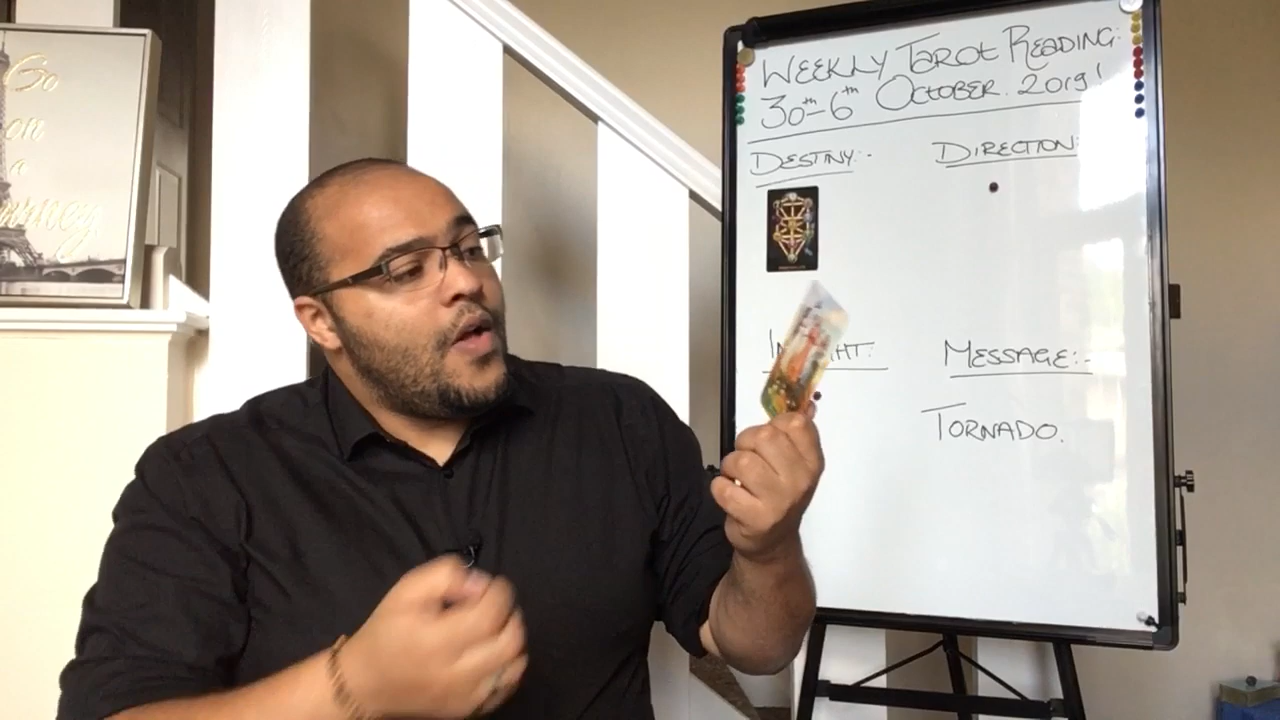 Go
on
a
WEEKLY TAROT READING:
30th-6th OCTOBER. 2019!
DESTINY:-
DIRECTION:
MESSAGE:-
TORNADO.